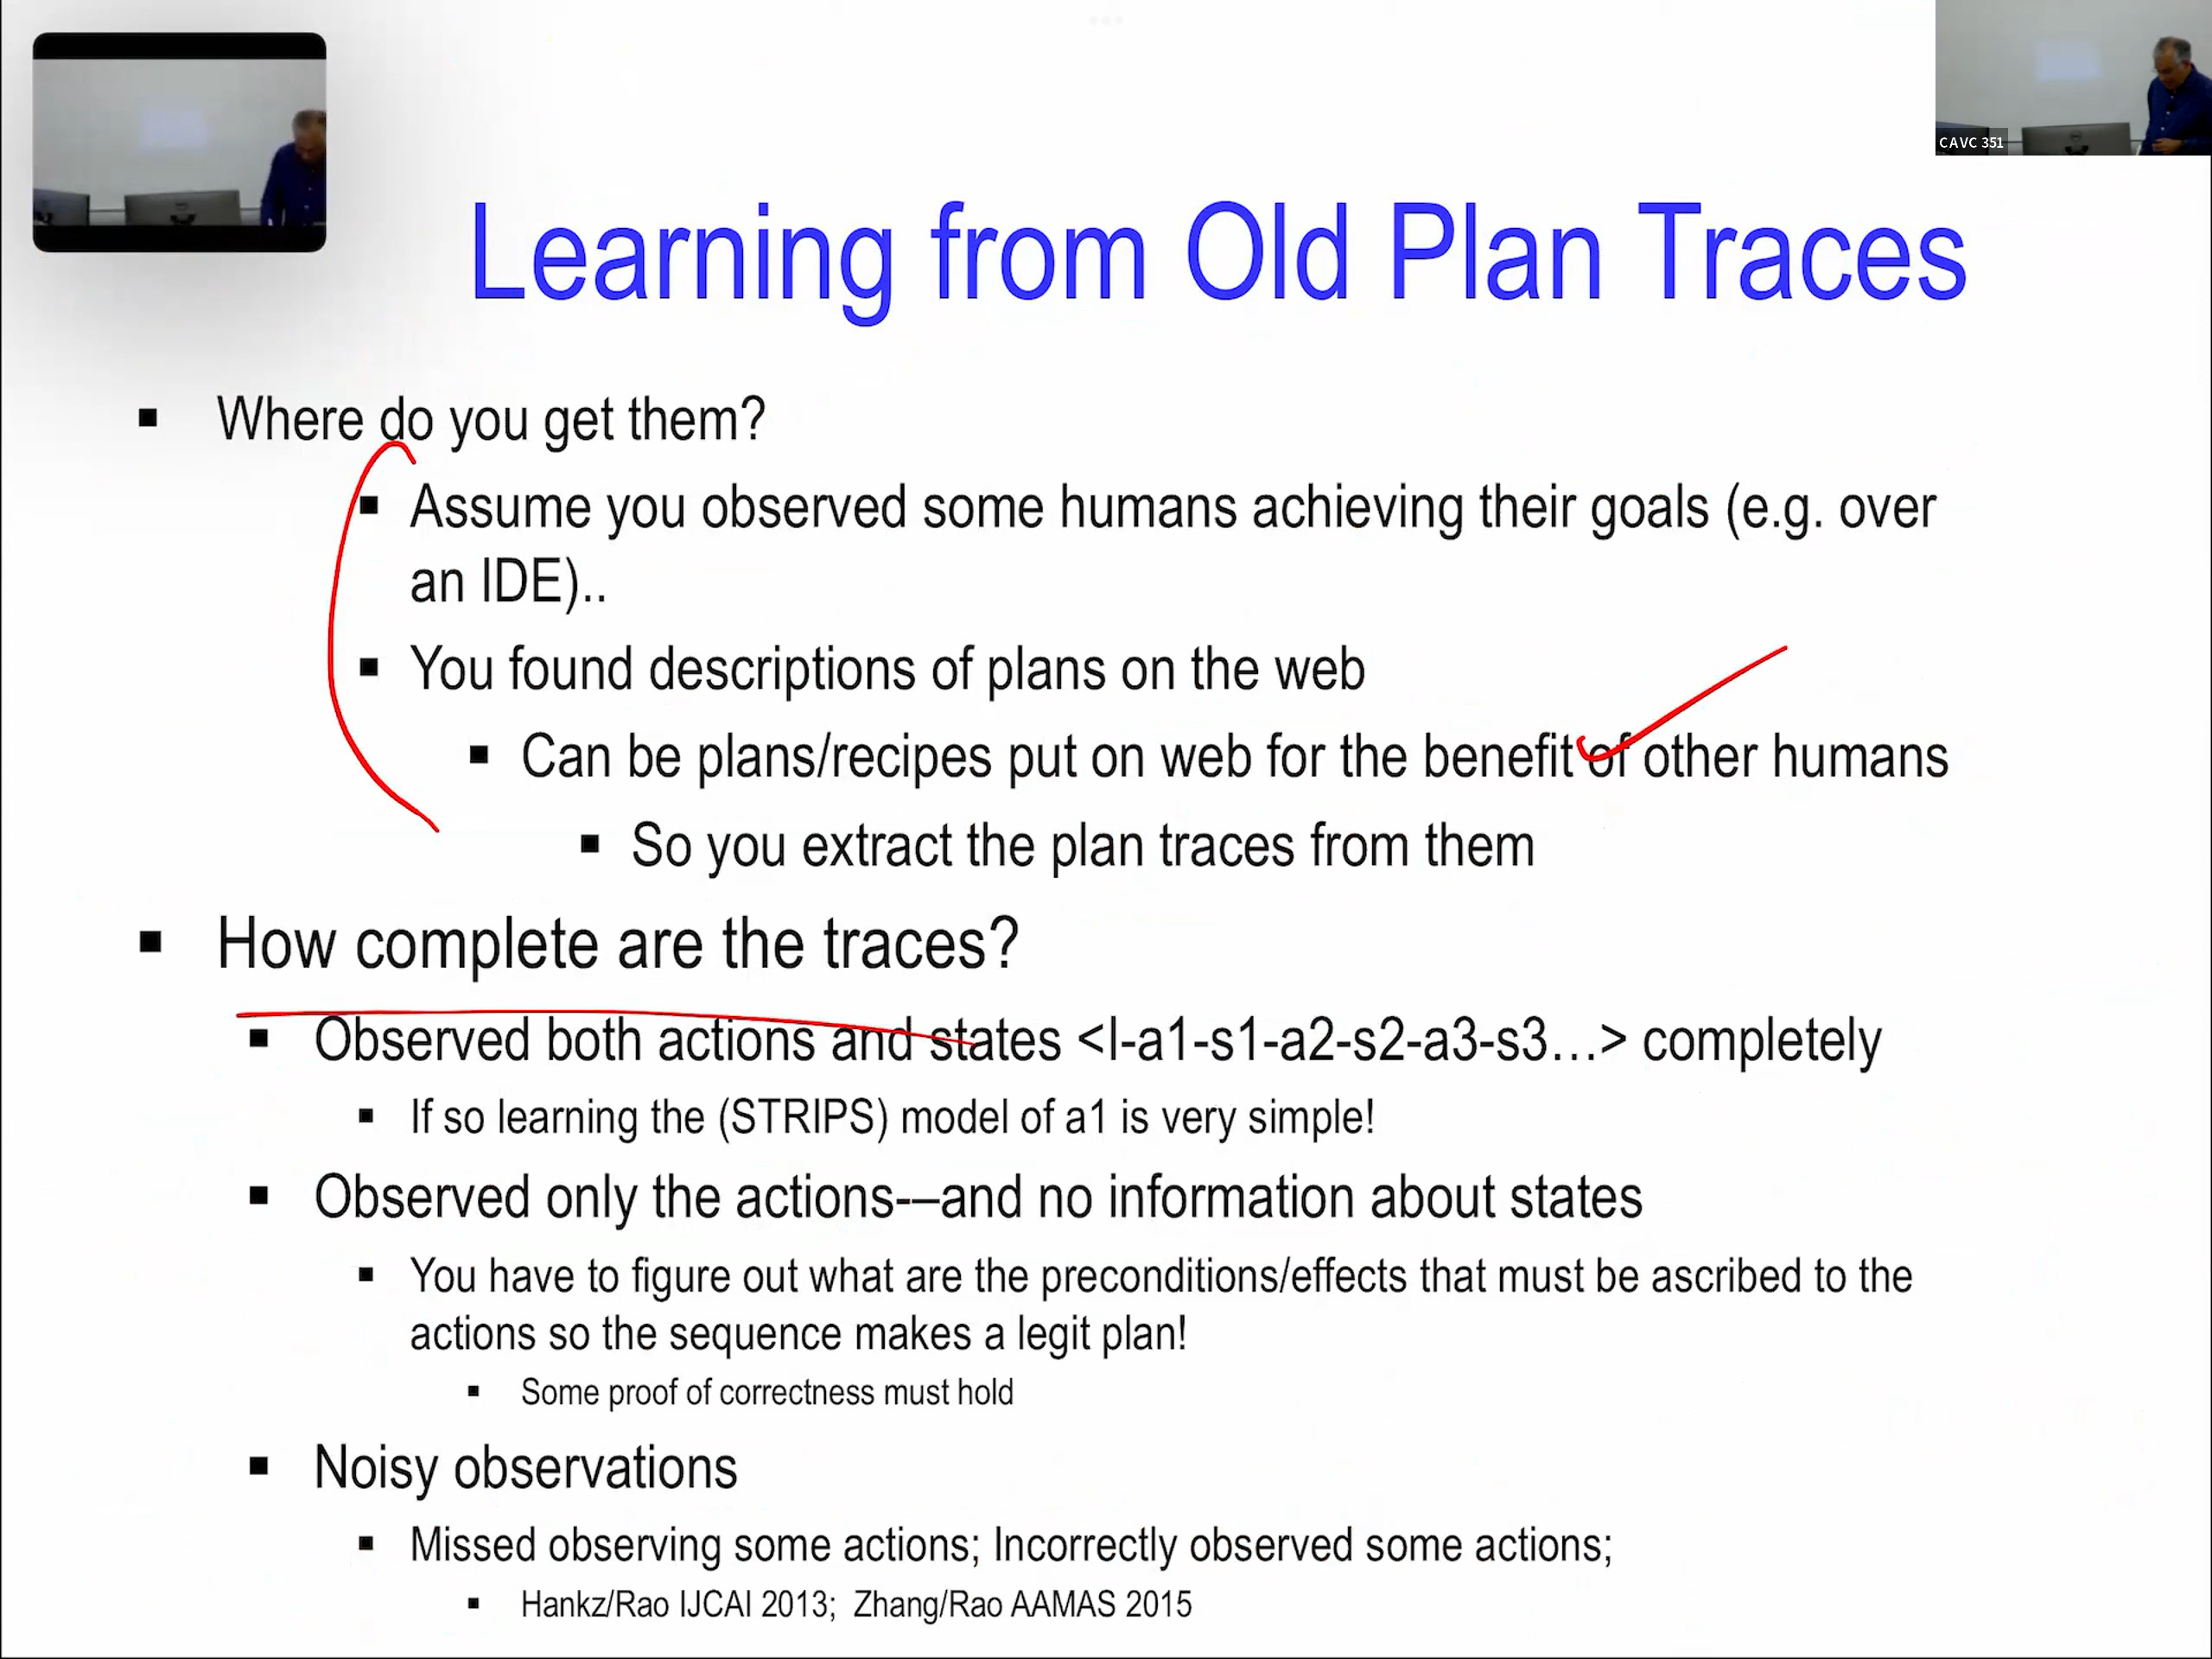 CAVC 351
Learning from Old Plan Traces
▪ Where do you get them?
▪ Assume you observed some humans achieving their goals (e.g. over
an IDE)..
▪ You found descriptions of plans on the web
▪ Can be plans/recipes put on web for the benefit of other humans
▪ So you extract the plan traces from them
▪ How complete are the traces?
▪ Observed both actions and states <I-a1-s1-a2-s2-a3-s3…> completely
▪ If so learning the (STRIPS) model of a1 is very simple!
▪ Observed only the actions-–and no information about states
▪ You have to figure out what are the preconditions/effects that must be ascribed to the
actions so the sequence makes a legit plan!
▪ Some proof of correctness must hold
▪ Noisy observations
▪ Missed observing some actions; Incorrectly observed some actions;
▪ Hankz/Rao IJCAI 2013; Zhang/Rao AAMAS 2015